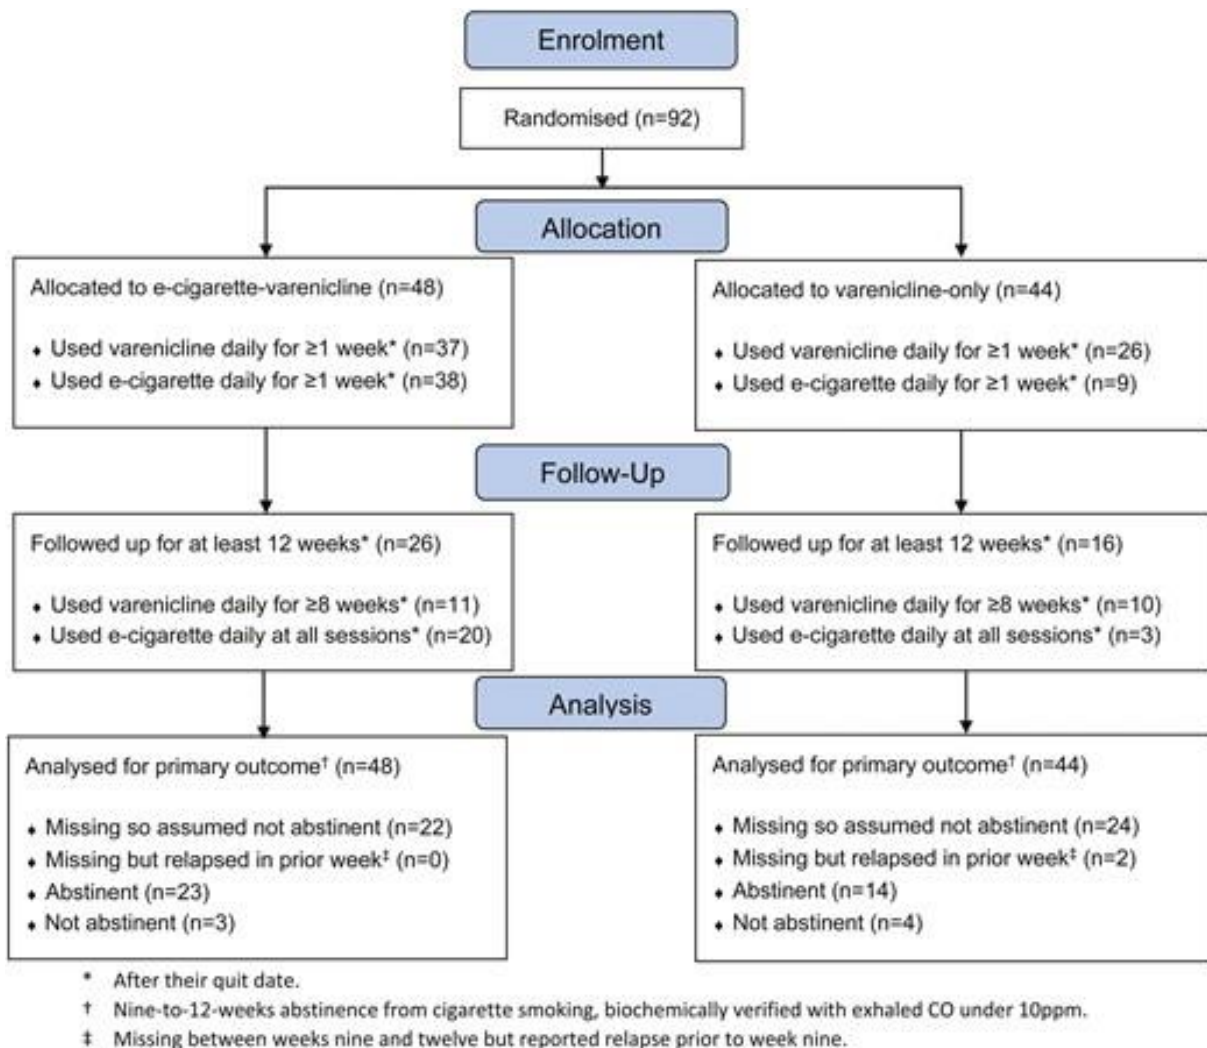 Enrolment
Randomised (n=92)
Allocation
Allocated to e-cigarette-varenicline (n=48)
♦ Used varenicline daily for ≥1 week* (n=37)
♦ Used e-cigarette daily for ≥1 week* (n=38)
Allocated to varenicline-only (n=44)
♦ Used varenicline daily for ≥1 week* (n=26)
♦ Used e-cigarette daily for ≥1 week* (n=9)
Follow-Up
Followed up for at least 12 weeks* (n=26)
♦ Used varenicline daily for ≥8 weeks* (n=11)
♦ Used e-cigarette daily at all sessions* (n=20)
Followed up for at least 12 weeks* (n=16)
♦ Used varenicline daily for ≥8 weeks* (n=10)
♦ Used e-cigarette daily at all sessions* (n=3)
Analysis
Analysed for primary outcome† (n=48)
♦ Missing so assumed not abstinent (n=22)
♦ Missing but relapsed in prior week‡ (n=0)
♦ Abstinent (n=23)
♦ Not abstinent (n=3)
Analysed for primary outcome† (n=44)
♦ Missing so assumed not abstinent (n=24)
♦ Missing but relapsed in prior week‡ (n=2)
♦ Abstinent (n=14)
♦ Not abstinent (n=4)
* After their quit date.
† Nine-to-12-weeks abstinence from cigarette smoking, biochemically verified with exhaled CO under 10ppm.
‡ Missing between weeks nine and twelve but reported relapse prior to week nine.